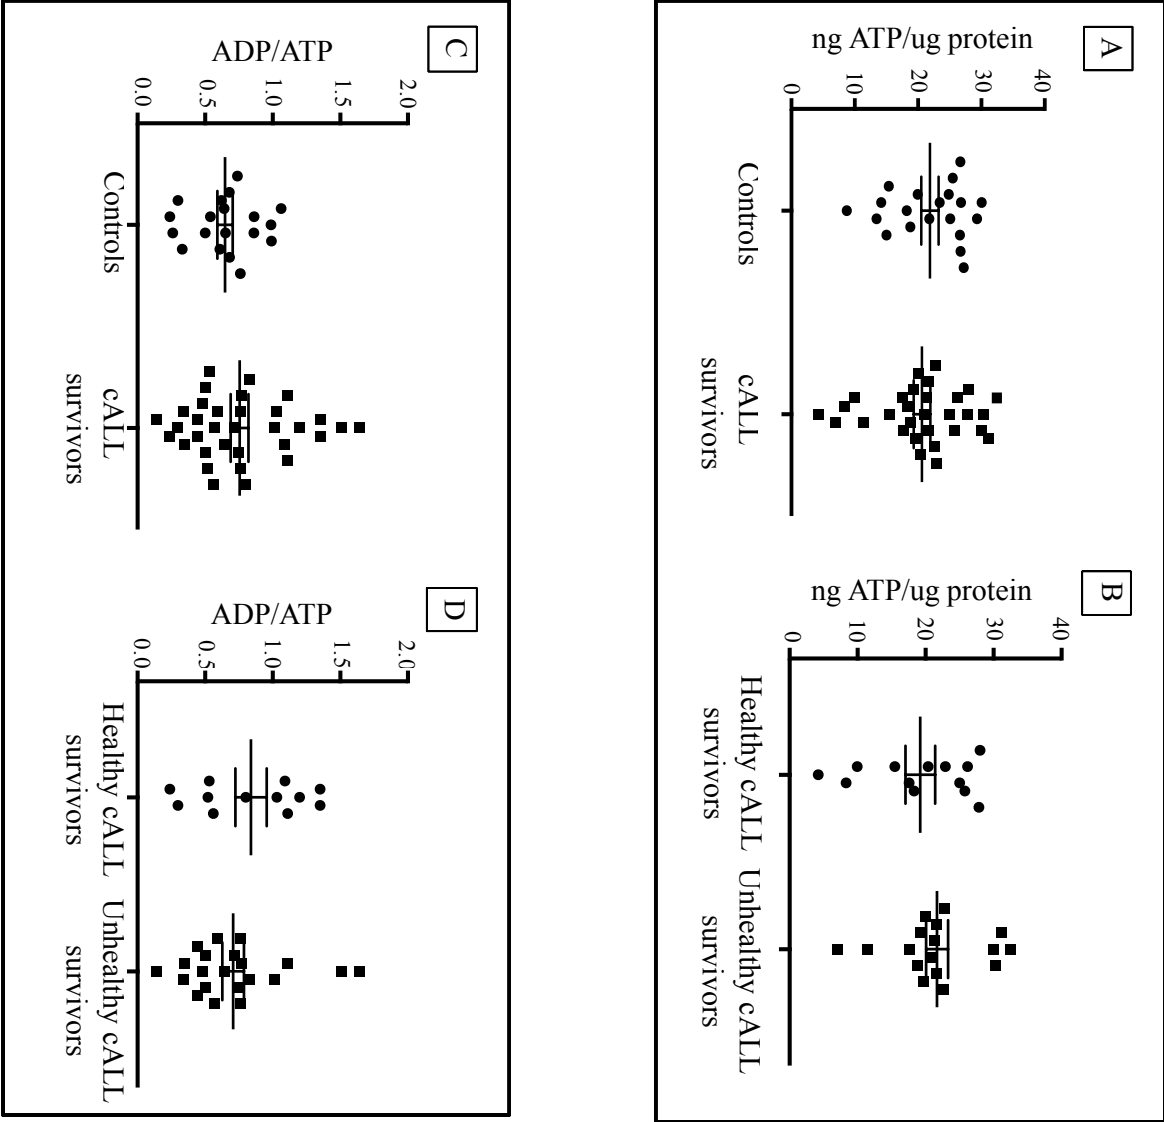 A
ng ATP/ug protein
40
30
20
10
0
Controls
cALL
survivors
B
ng ATP/ug protein
40
30
20
10
0
Healthy cALL
survivors
Unhealthy cALL
survivors
C
ADP/ATP
2.0
1.5
1.0
0.5
0.0
Controls
cALL
survivors
D
ADP/ATP
2.0
1.5
1.0
0.5
0.0
Healthy cALL
survivors
Unhealthy cALL
survivors